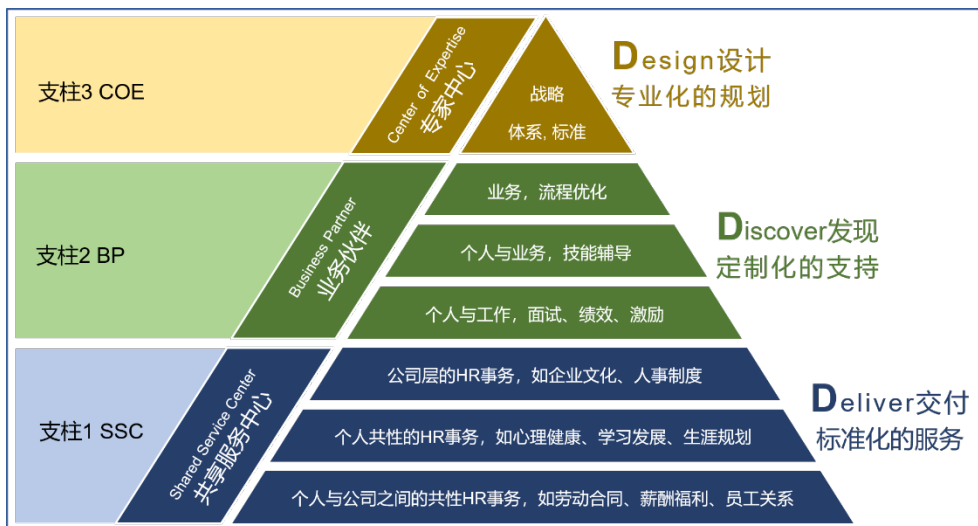 支柱3 COE
Center of Expertise
专家中心
战略
体系, 标准
Design设计
专业化的规划
支柱2 BP
Business Partner
业务伙伴
业务，流程优化
个人与业务，技能辅导
个人与工作，面试、绩效、激励
Discover发现
定制化的支持
支柱1 SSC
Shared Service Center
共享服务中心
公司层的HR事务，如企业文化、人事制度
个人共性的HR事务，如心理健康、学习发展、生涯规划
个人与公司之间的共性HR事务，如劳动合同、薪酬福利、员工关系
Deliver交付
标准化的服务